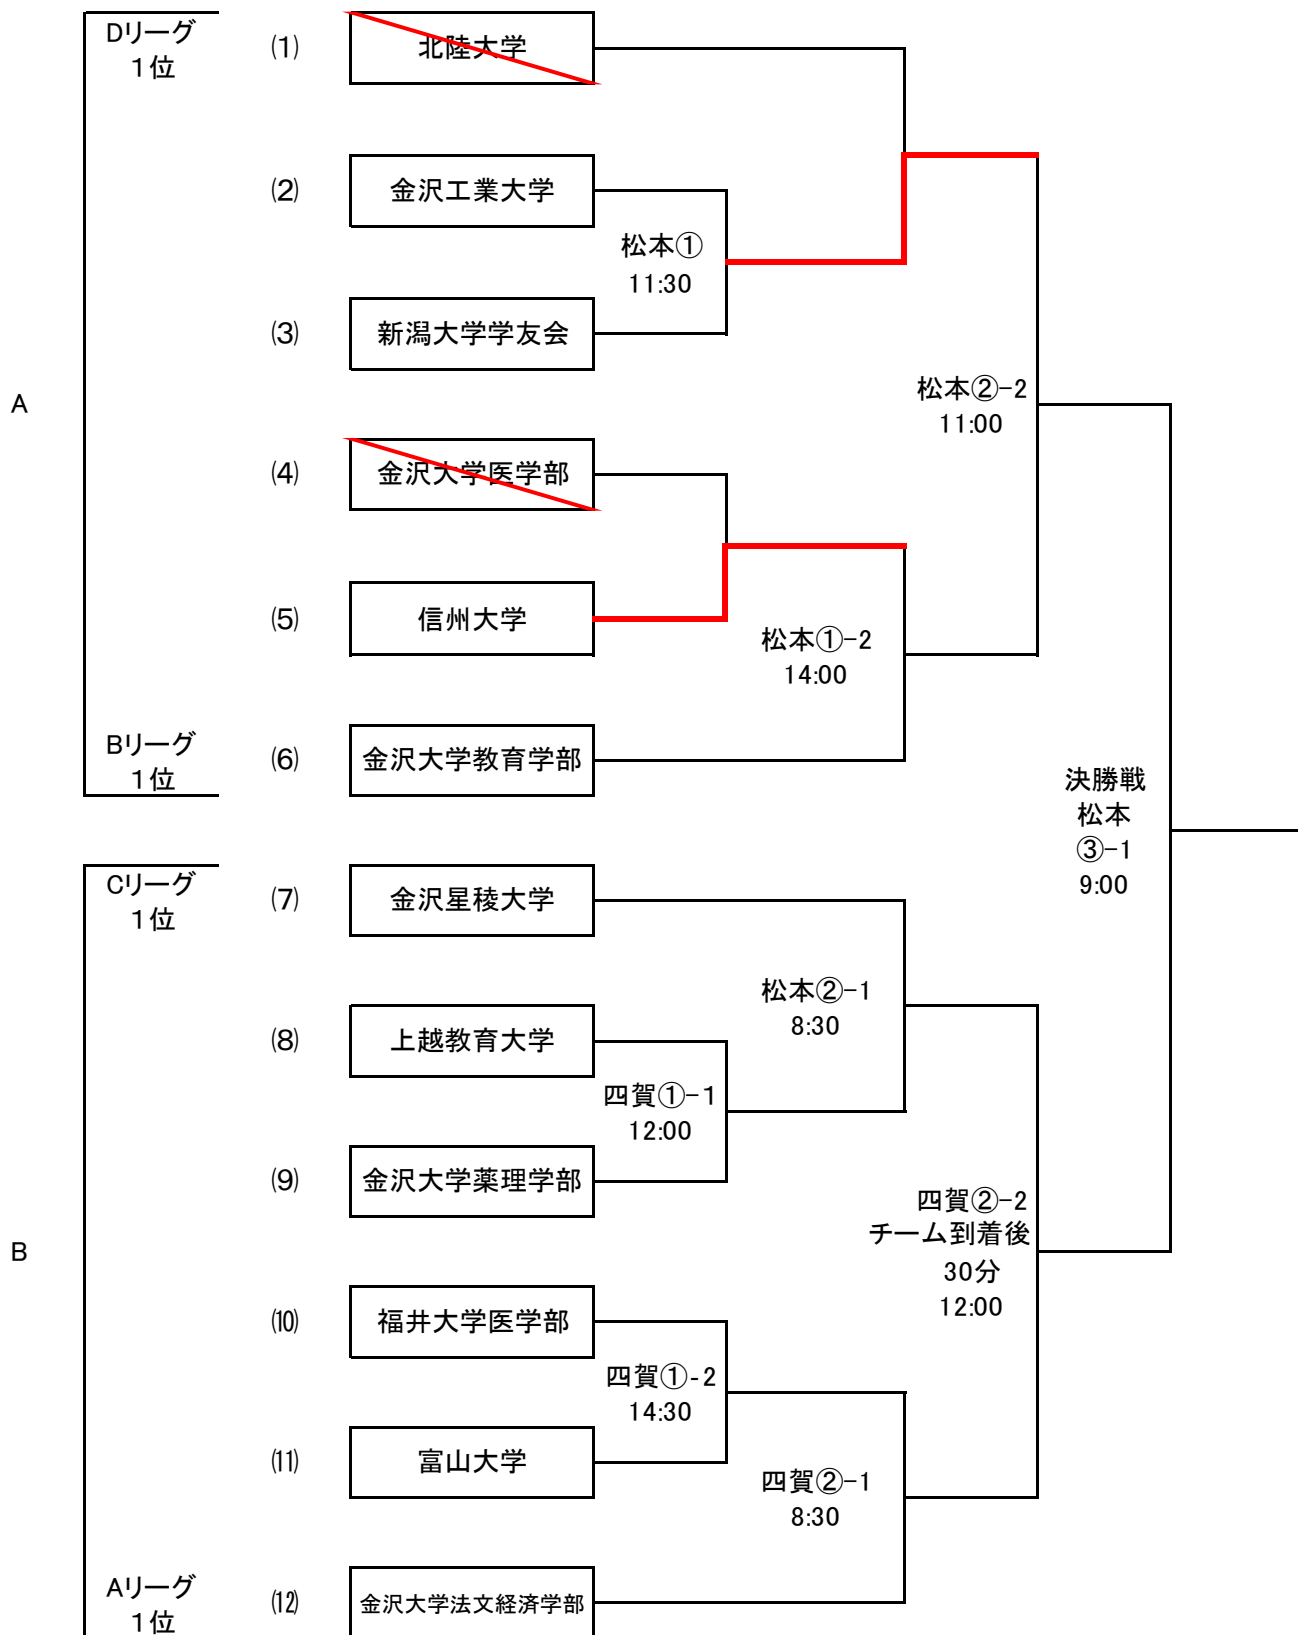 Dリーグ
1位
(1)
北陸大学
(2)
金沢工業大学
松本①
11:30
(3)
新潟大学学友会
A
松本②-2
11:00
(4)
金沢大学医学部
(5)
信州大学
松本①-2
14:00
Bリーグ
1位
(6)
金沢大学教育学部
決勝戦
松本
③-1
9:00
Cリーグ
1位
(7)
金沢星稜大学
松本②-1
8:30
(8)
上越教育大学
四賀①-1
12:00
(9)
金沢大学薬理学部
B
四賀②-2
チーム到着後
30分
12:00
(10)
福井大学医学部
四賀①-2
14:30
(11)
富山大学
四賀②-1
8:30
Aリーグ
1位
(12)
金沢大学法文経済学部